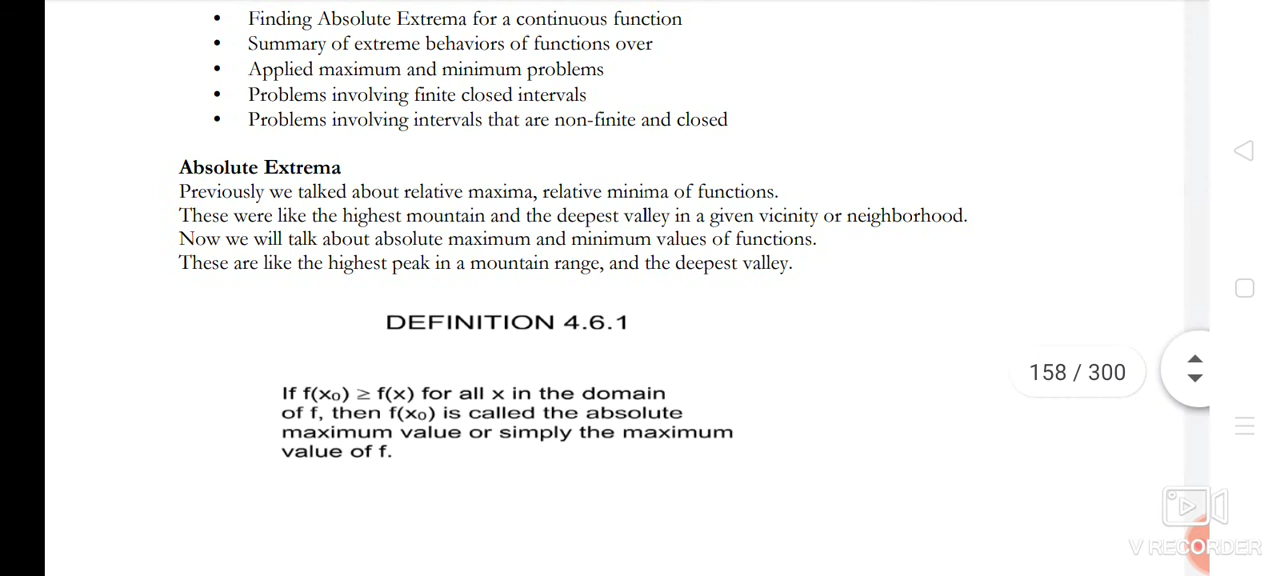 • Finding Absolute Extrema for a continuous function
• Summary of extreme behaviors of functions over
• Applied maximum and minimum problems
• Problems involving finite closed intervals
• Problems involving intervals that are non-finite and closed
Absolute Extrema
Previously we talked about relative maxima, relative minima of functions.
These were like the highest mountain and the deepest valley in a given vicinity or neighborhood.
Now we will talk about absolute maximum and minimum values of functions.
These are like the highest peak in a mountain range, and the deepest valley.
DEFINITION 4.6.1
If f(x₀) ≥ f(x) for all x in the domain
of f, then f(x₀) is called the absolute
maximum value or simply the maximum
value of f.
158 / 300
V RECORDER